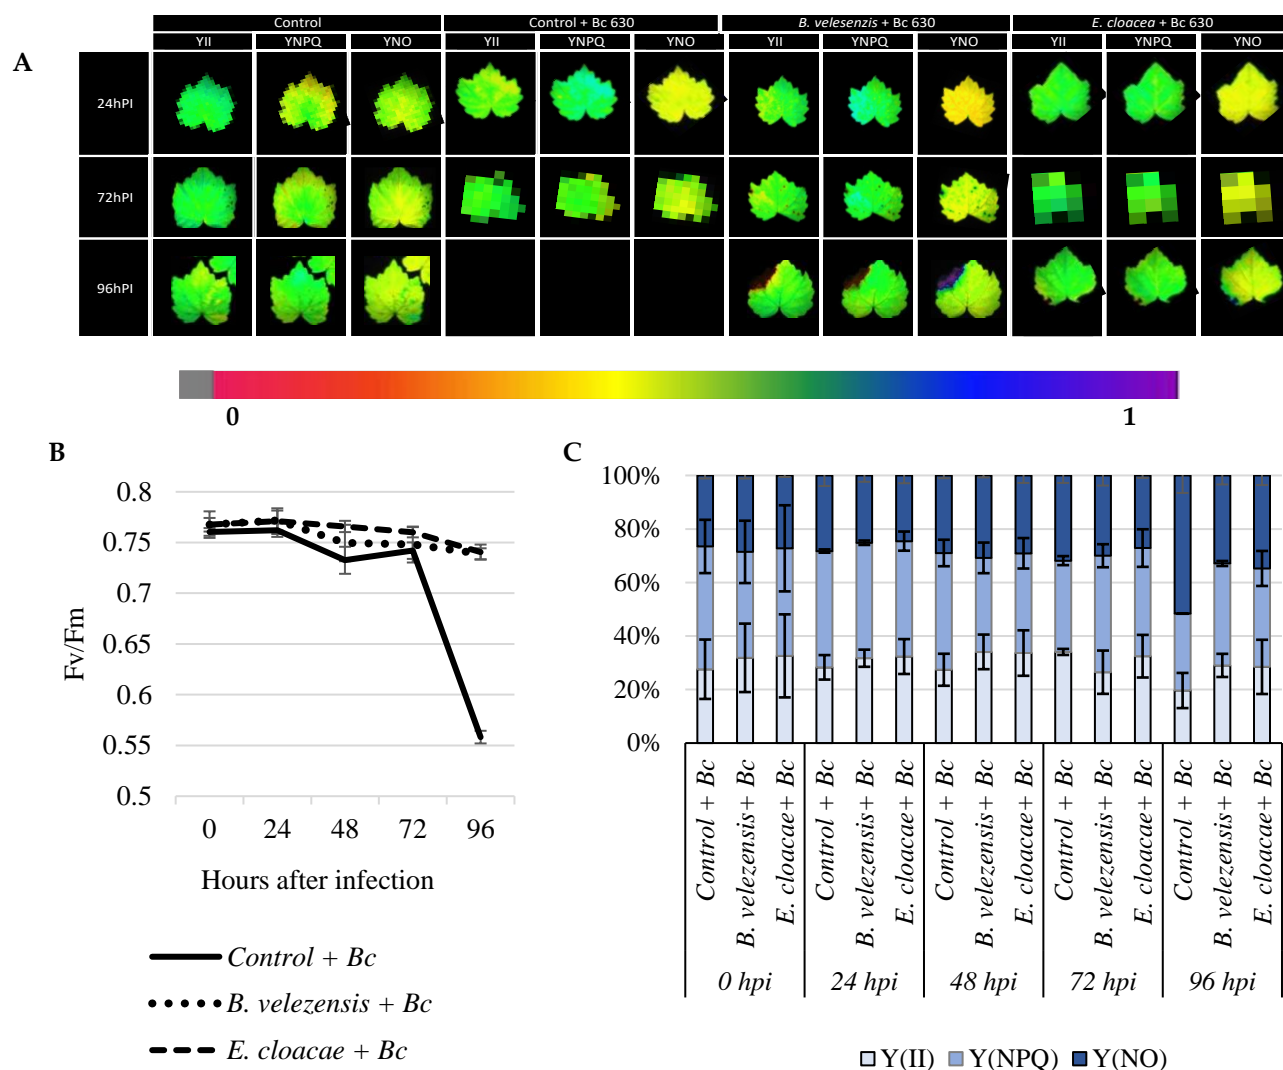 A
Control
Control + Bc 630
B. velesenzis + Bc 630
E. cloacea + Bc 630
YII YNPQ YNO YII YNPQ YNO YII YNPQ YNO YII YNPQ YNO
24hPI
72hPI
96hPI
0 1
B
0.8
0.75
0.7
0.65
0.6
0.55
0.5
Fv/Fm
0 24 48 72 96
Hours after infection
Control + Bc
B. velezensis + Bc
E. cloacae + Bc
C
100%
80%
60%
40%
20%
0%
Control + Bc
B. velezensis+ Bc
E. cloacae+ Bc
Control + Bc
B. velezensis+ Bc
E. cloacae+ Bc
Control + Bc
B. velezensis+ Bc
E. cloacae+ Bc
Control + Bc
B. velezensis+ Bc
E. cloacae+ Bc
Control + Bc
B. velezensis+ Bc
E. cloacae+ Bc
0 hpi 24 hpi 48 hpi 72 hpi 96 hpi
Y(II) Y(NPQ) Y(NO)